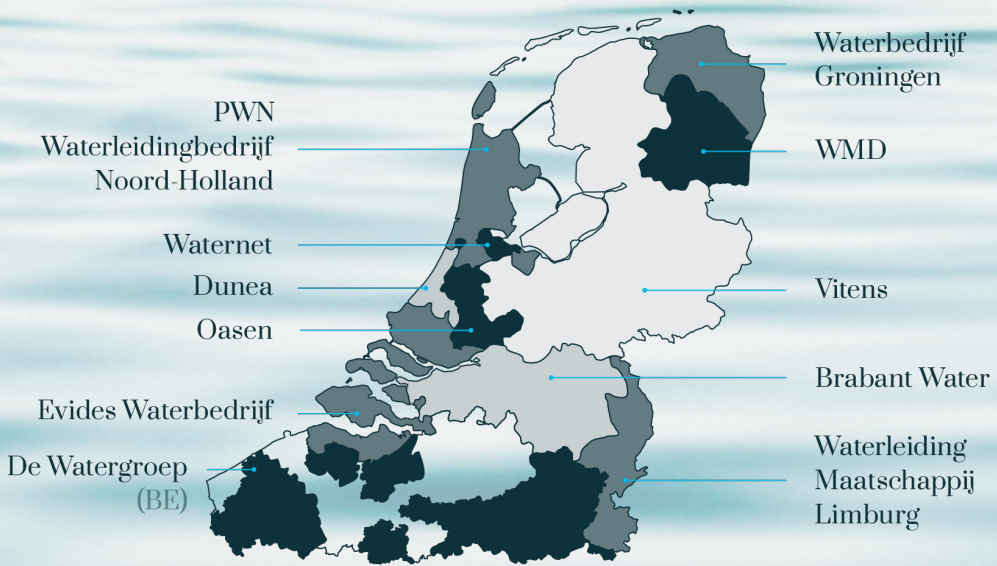 PWN
Waterleidingbedrijf
Noord-Holland
Waternet
Dunea
Oasen
Evides Waterbedrijf
De Watergroep
(BE)
Waterbedrijf
Groningen
WMD
Vitens
Brabant Water
Waterleiding
Maatschappij
Limburg